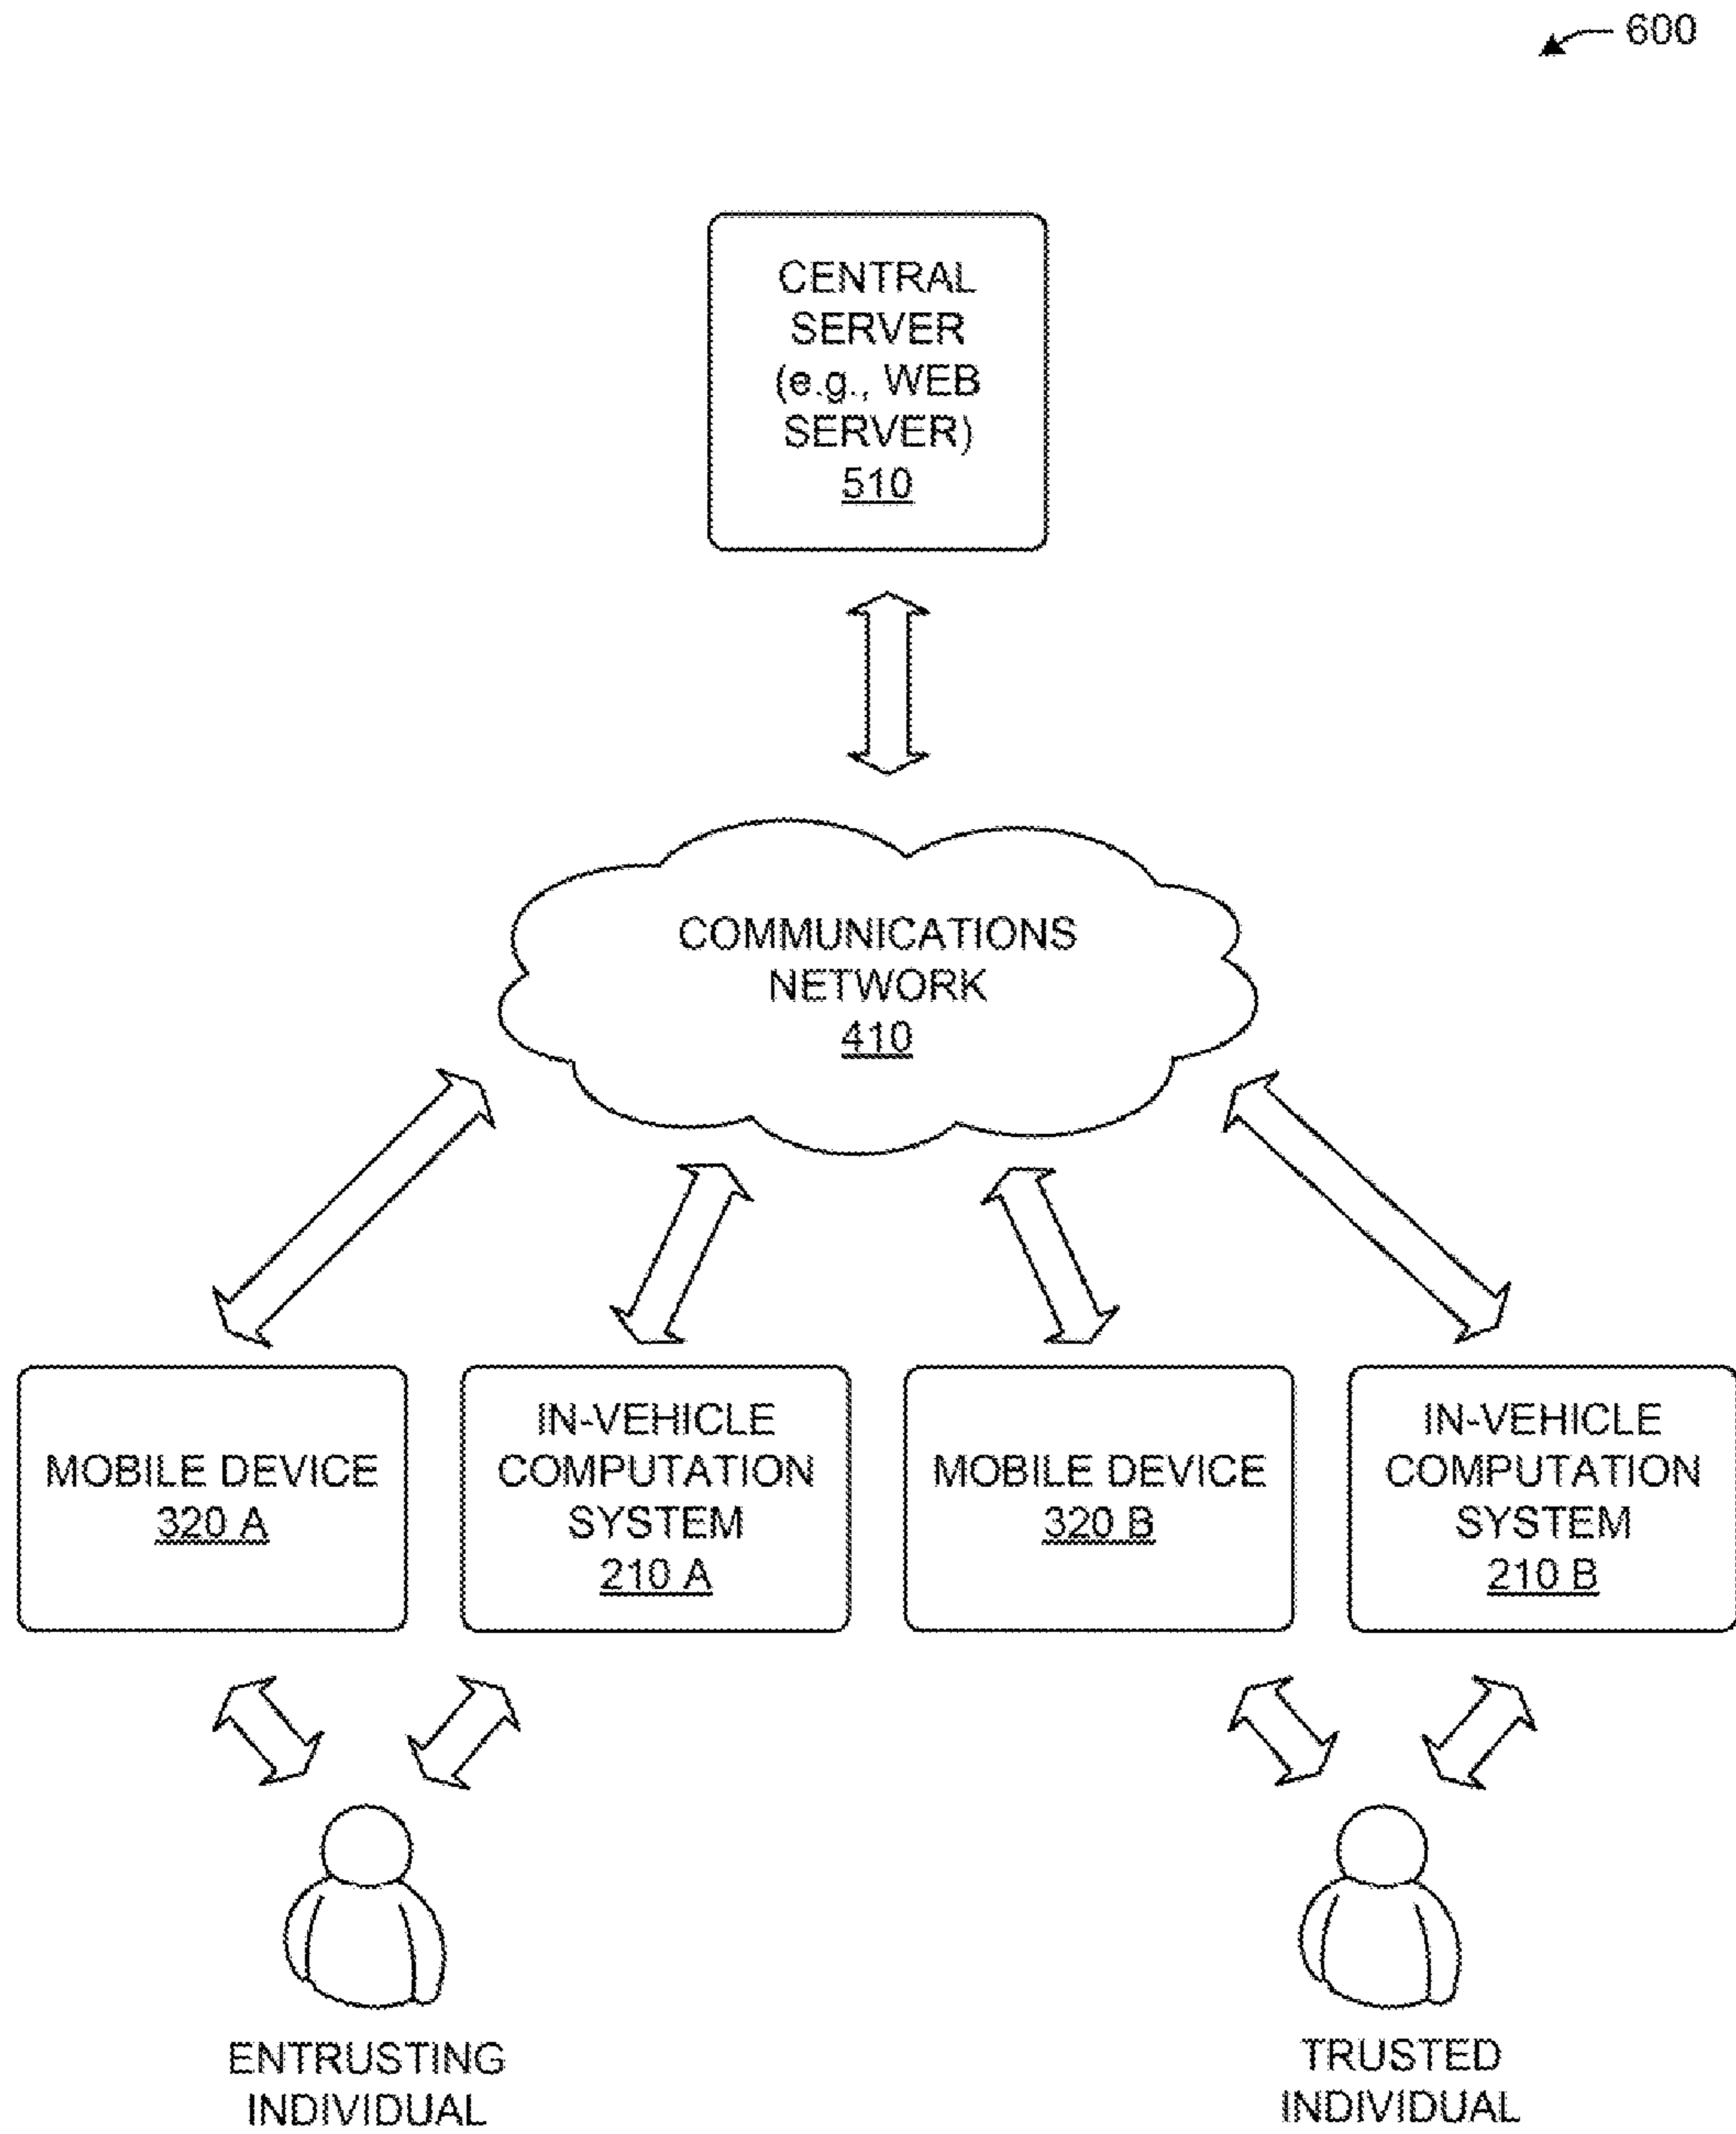 600
CENTRAL
SERVER
(e.g., WEB
SERVER)
510
COMMUNICATIONS
NETWORK
410
MOBILE DEVICE
320 A
IN-VEHICLE
COMPUTATION
SYSTEM
210 A
MOBILE DEVICE
320 B
IN-VEHICLE
COMPUTATION
SYSTEM
210 B
ENTRUSTING
INDIVIDUAL
TRUSTED
INDIVIDUAL